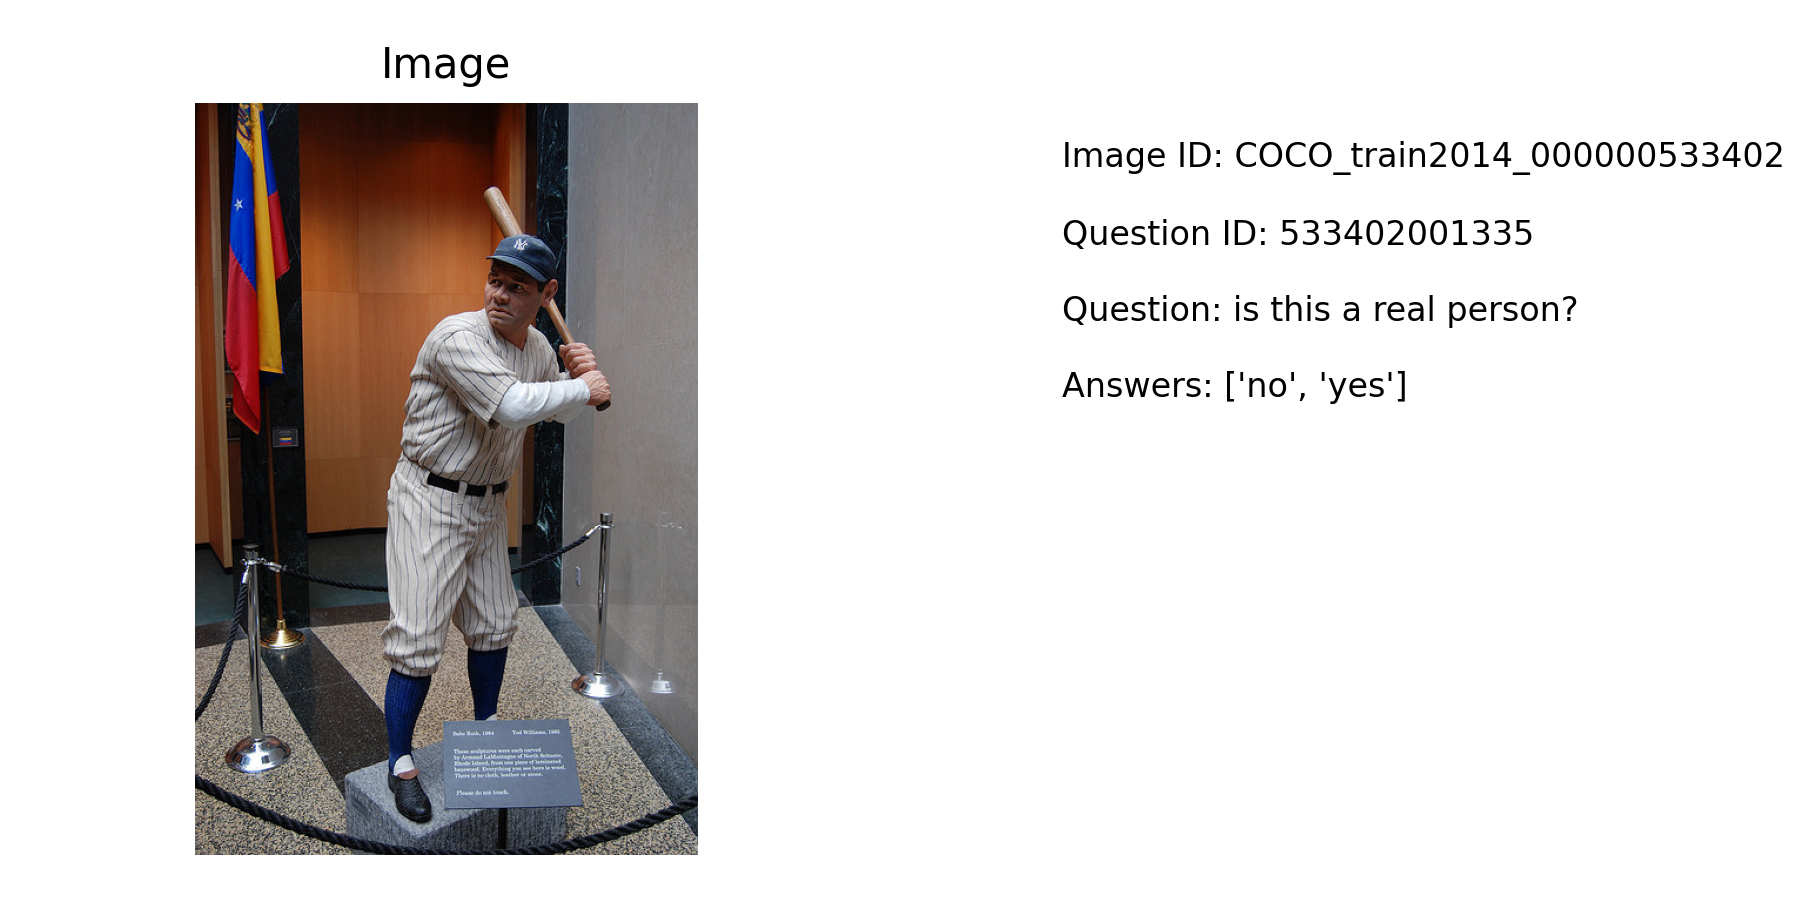 Image
Image ID: COCO_train2014_000000533402
Question ID: 533402001335
Question: is this a real person?
Answers: ['no', 'yes']
NY
Babe Ruth, 1984 Ted Williams, 1985
These sculptures were each carved
by Armand LaMontagne of North Scituate,
Rhode Island, from one piece of laminated
basswood. Everything you see here is wood.
There is no cloth, leather or stone.
Please do not touch.